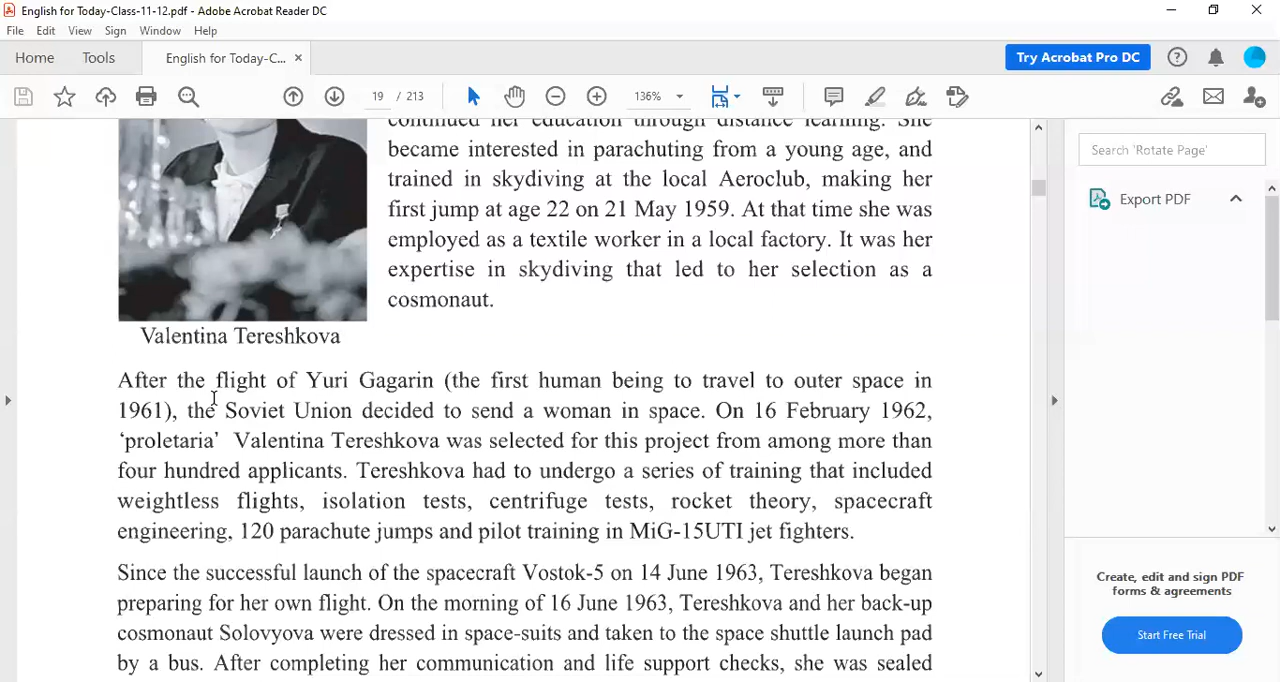 English for Today-Class-11-12.pdf - Adobe Acrobat Reader DC
File Edit View Sign Window Help
Home Tools English for Today-C... ×
Try Acrobat Pro DC
19 / 213 136%
Search 'Rotate Page'
Export PDF
continued her education through distance learning. She
became interested in parachuting from a young age, and
trained in skydiving at the local Aeroclub, making her
first jump at age 22 on 21 May 1959. At that time she was
employed as a textile worker in a local factory. It was her
expertise in skydiving that led to her selection as a
cosmonaut.
Valentina Tereshkova
After the flight of Yuri Gagarin (the first human being to travel to outer space in
1961), the Soviet Union decided to send a woman in space. On 16 February 1962,
‘proletaria’ Valentina Tereshkova was selected for this project from among more than
four hundred applicants. Tereshkova had to undergo a series of training that included
weightless flights, isolation tests, centrifuge tests, rocket theory, spacecraft
engineering, 120 parachute jumps and pilot training in MiG-15UTI jet fighters.
Since the successful launch of the spacecraft Vostok-5 on 14 June 1963, Tereshkova began
preparing for her own flight. On the morning of 16 June 1963, Tereshkova and her back-up
cosmonaut Solovyova were dressed in space-suits and taken to the space shuttle launch pad
by a bus. After completing her communication and life support checks, she was sealed
Create, edit and sign PDF
forms & agreements
Start Free Trial